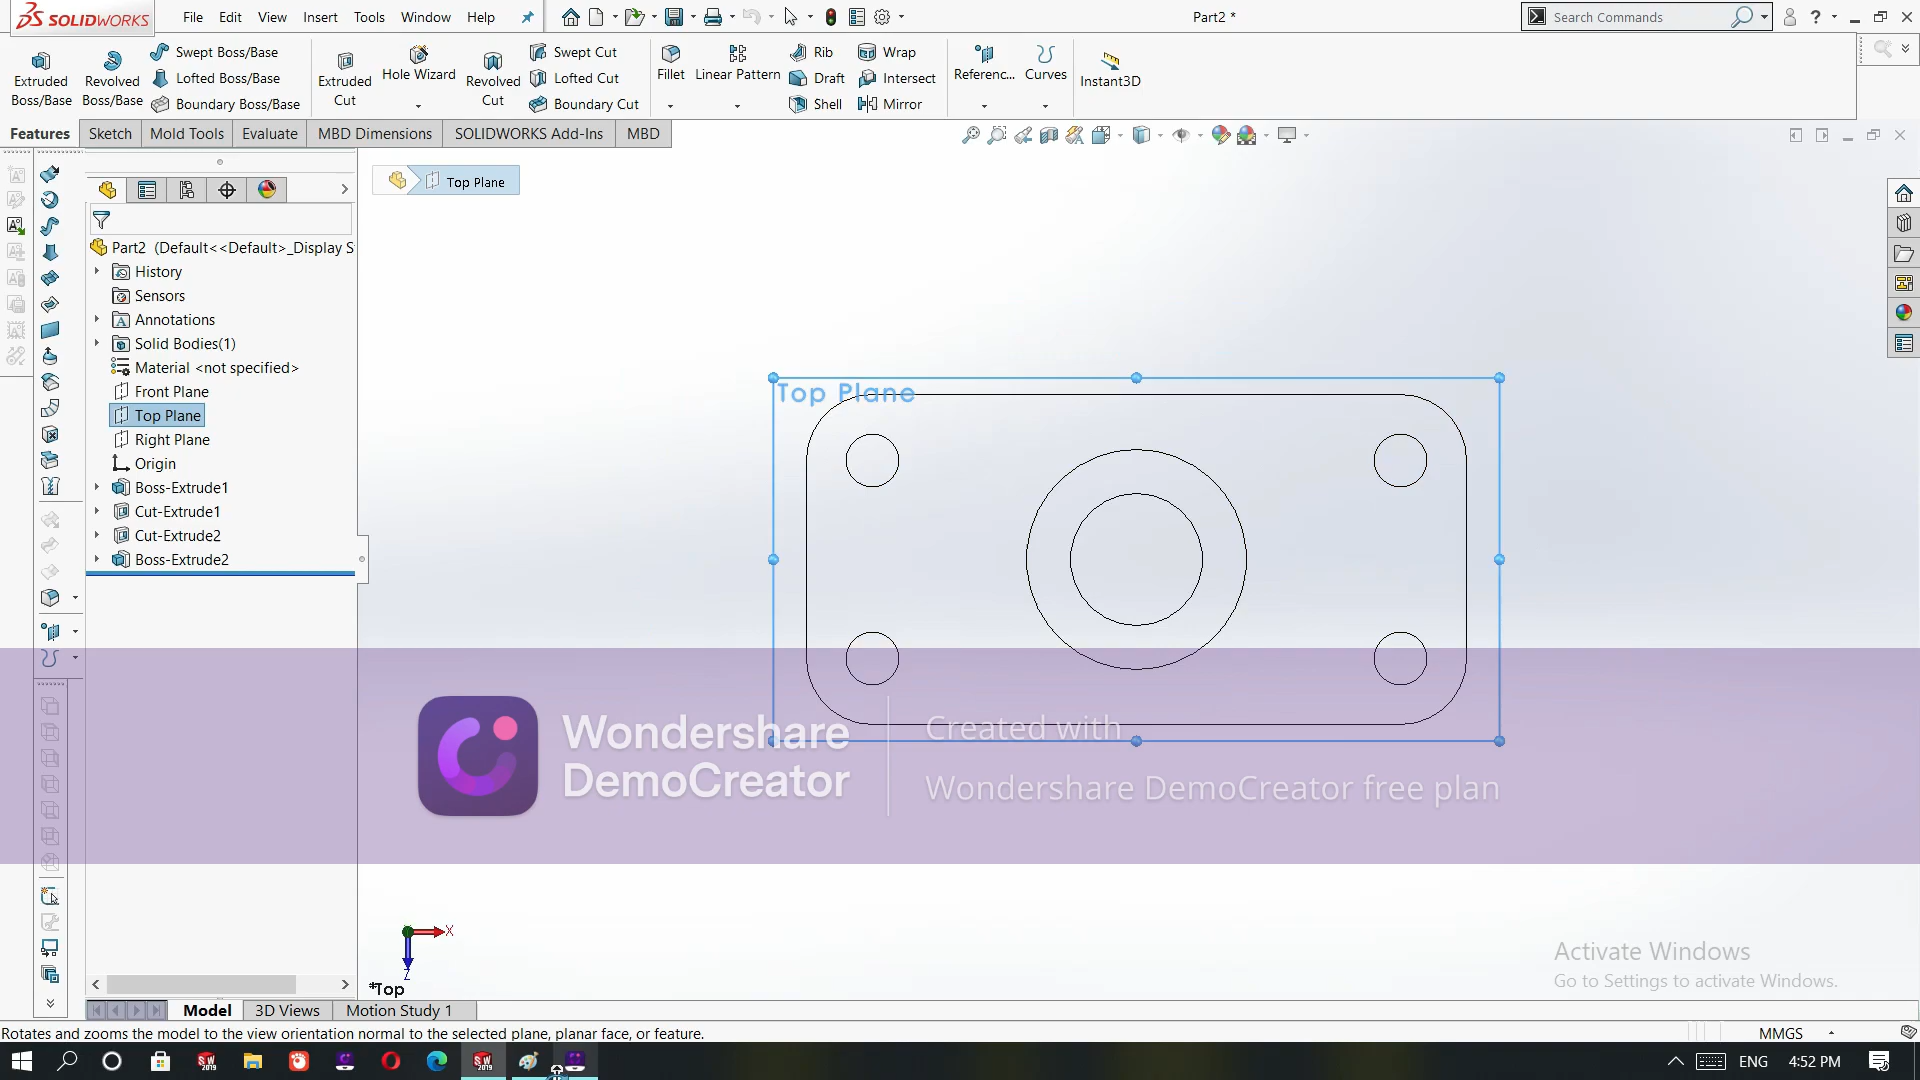 SOLIDWORKS
File Edit View Insert Tools Window Help
Part2 *
Search Commands
Extruded Boss/Base
Revolved Boss/Base
Swept Boss/Base
Lofted Boss/Base
Boundary Boss/Base
Extruded Cut
Hole Wizard
Revolved Cut
Swept Cut
Lofted Cut
Boundary Cut
Fillet
Linear Pattern
Rib
Draft
Shell
Wrap
Intersect
Mirror
Referenc...
Curves
Instant3D
Features Sketch Mold Tools Evaluate MBD Dimensions SOLIDWORKS Add-Ins MBD
Top Plane
Part2 (Default<<Default>_Display S
History
Sensors
Annotations
Solid Bodies(1)
Material <not specified>
Front Plane
Top Plane
Right Plane
Origin
Boss-Extrude1
Cut-Extrude1
Cut-Extrude2
Boss-Extrude2
Top Plane
Wondershare
DemoCreator
Created with
Wondershare DemoCreator free plan
X
Z
*Top
Activate Windows
Go to Settings to activate Windows.
Model 3D Views Motion Study 1
Rotates and zooms the model to the view orientation normal to the selected plane, planar face, or feature.
MMGS
ENG 4:52 PM